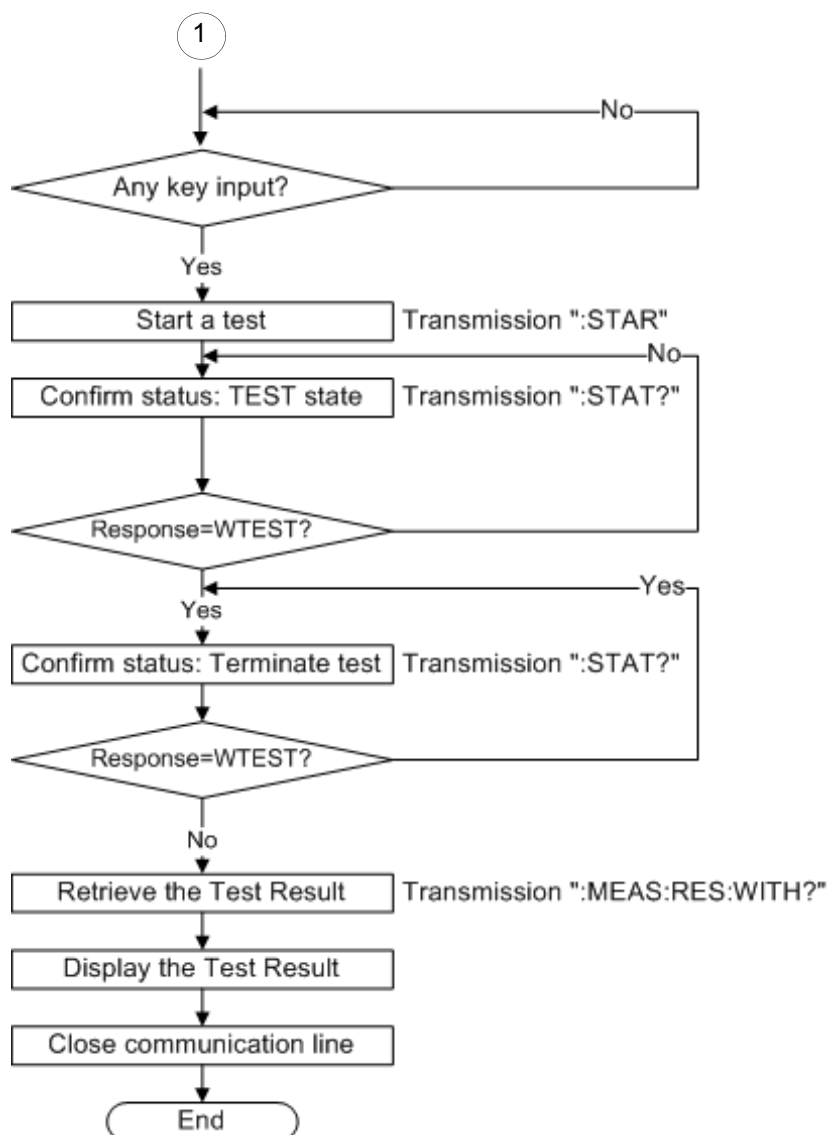 1
No
Any key input?
Yes
Start a test
Transmission ":STAR"
No
Confirm status: TEST state
Transmission ":STAT?"
Response=WTEST?
Yes
Yes
Confirm status: Terminate test
Transmission ":STAT?"
Response=WTEST?
No
Retrieve the Test Result
Transmission ":MEAS:RES:WITH?"
Display the Test Result
Close communication line
End